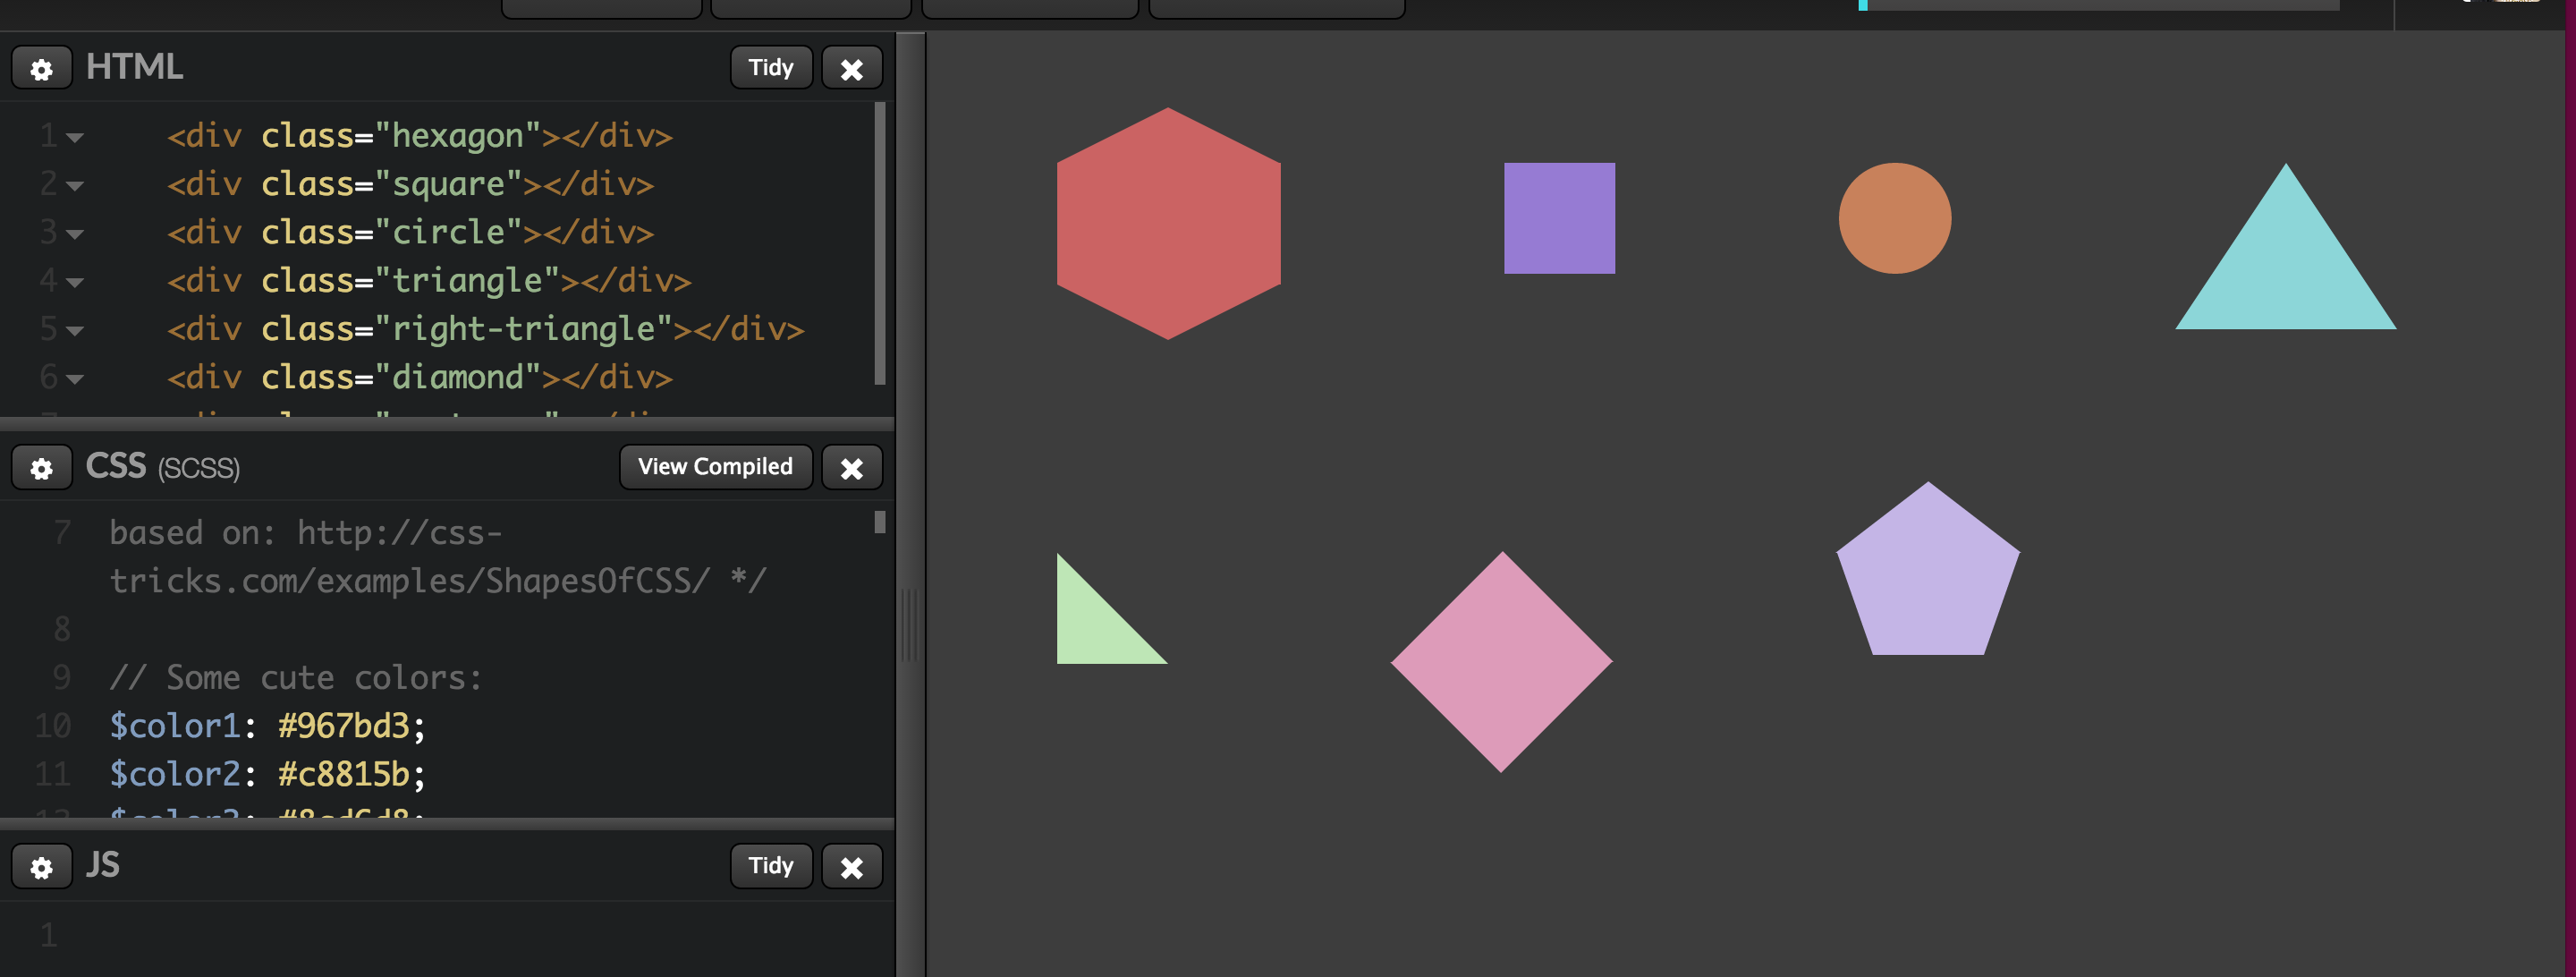 HTML
Tidy
1 <div class="hexagon"></div>
2 <div class="square"></div>
3 <div class="circle"></div>
4 <div class="triangle"></div>
5 <div class="right-triangle"></div>
6 <div class="diamond"></div>
CSS (SCSS)
View Compiled
7 based on: http://css-
tricks.com/examples/ShapesOfCSS/ */
8
9 // Some cute colors:
10 $color1: #967bd3;
11 $color2: #c8815b;
JS
Tidy
1